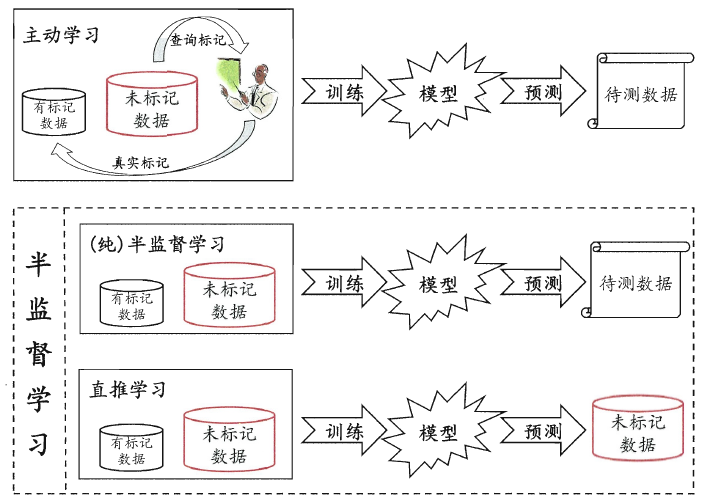 主动学习
查询标记
有标记
数据
未标记
数据
真实标记
训练
模型
预测
待测数据
半监督学习
(纯)半监督学习
有标记
数据
未标记
数据
训练
模型
预测
待测数据
直推学习
有标记
数据
未标记
数据
训练
模型
预测
未标记
数据